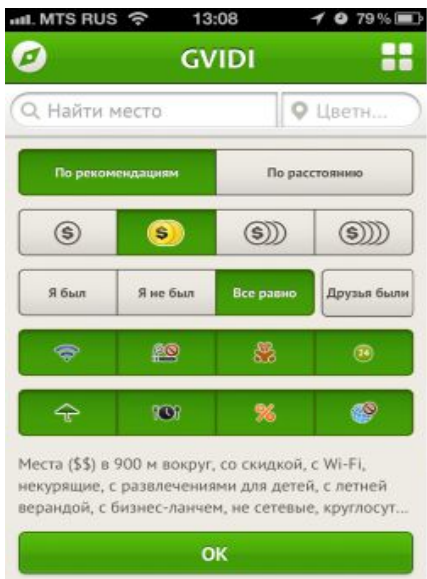 MTS RUS 13:08 79%
GVIDI
Найти место Цветн...
По рекомендациям По расстоянию
$ $ $ $
Я был Я не был Все равно Друзья были
24
%
Места ($$) в 900 м вокруг, со скидкой, с Wi-Fi,
некурящие, с развлечениями для детей, с летней
верандой, с бизнес-ланчем, не сетевые, круглосут...
OK